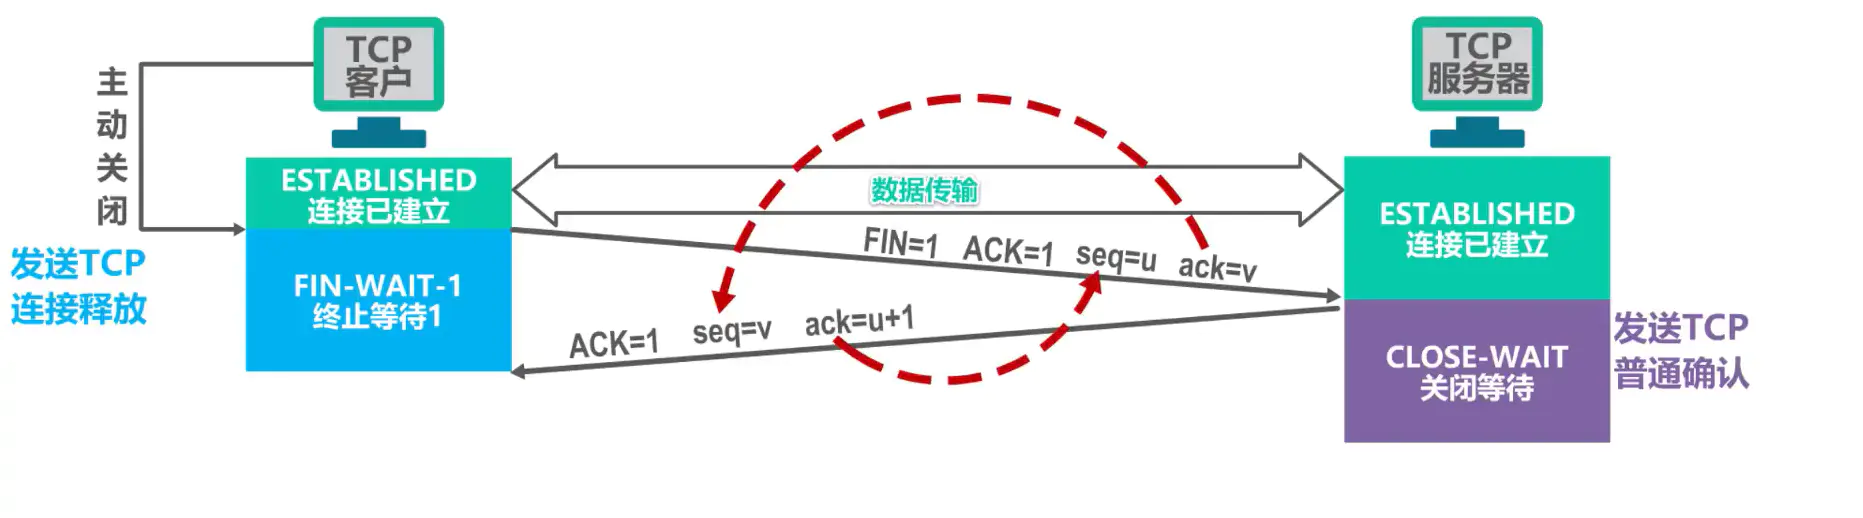 TCP
客户
TCP
服务器
主动关闭
ESTABLISHED
连接已建立
数据传输
ESTABLISHED
连接已建立
发送TCP
连接释放
FIN=1 ACK=1 seq=u ack=v
FIN-WAIT-1
终止等待1
ACK=1 seq=v ack=u+1
CLOSE-WAIT
关闭等待
发送TCP
普通确认